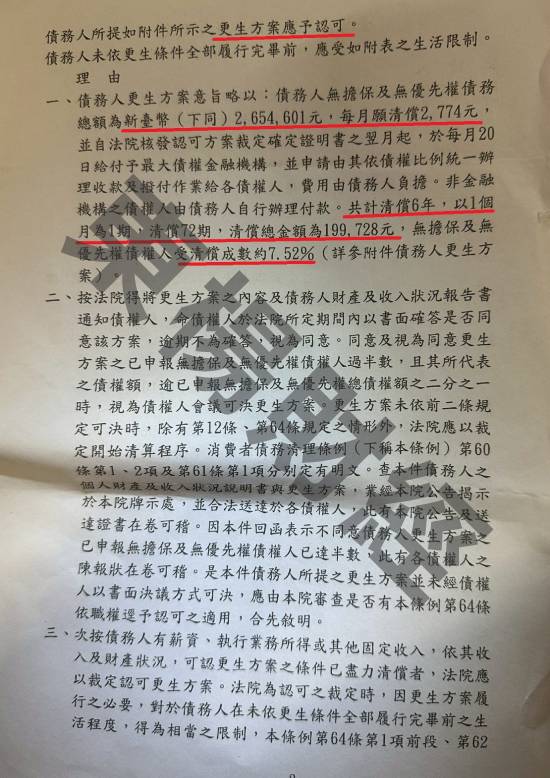 債務人所提如附件所示之更生方案應予認可。
債務人未依更生條件全部履行完畢前,應受如附表之生活限制。
理由
一、債務人更生方案意旨略以:債務人無擔保及無優先權債務
總額為新臺幣(下同)2,654,601元,每月願清償2,774元,
並自法院核發認可方案裁定確定證明書之翌月起,於每月20
日給付予最大債權金融機構,並申請由其依債權比例統一辦
理收款及撥付作業給各債權人,費用由債務人負擔。非金融
機構之債權人由債務人自行辦理付款。共計清償6年,以1個
月為1期,清償72期,清償總金額為199,728元,無擔保及無
優先權債權人受清償成數約7.52%(詳參附件債務人更生方
案)
二、按法院得將更生方案之內容及債務人財產及收入狀況報告書
通知債權人,命債權人於法院所定期間內以書面確答是否同
意該方案,逾期不為確答,視為同意。同意及視為同意更生
方案之已申報無擔保及無優先權債權人過半數,且其所代表
之債權額,逾已申報無擔保及無優先權總債權額之二分之一
時,視為債權人會議可決更生方案。更生方案未依前二條規
定可決時,除有第12條、第64條規定之情形外,法院應以裁
定開始清算程序。消費者債務清理條例(下稱本條例)第60
條第1、2項及第61條第1項分別定有明文。查本件債務人之
個人財產及收入狀況說明書與更生方案,業經本院公告揭示
於本院牌示處,並合法送達於各債權人,此有本院公告及送
達證書在卷可稽。因本件回函表示不同意債務人更生方案之
已申報無擔保及無優先權債權人已達半數,此有各債權人之
陳報狀在卷可稽。是本件債務人所提之更生方案並未經債權
人以書面決議方式可決,應由本院審查是否有本條例第64條
依職權逕予認可之適用,合先敘明。
三、次按債務人有薪資、執行業務所得或其他固定收入,依其收
入及財產狀況,可認更生方案之條件已盡力清償者,法院應
以裁定認可更生方案。法院為認可之裁定時,因更生方案履
行之必要,對於債務人在未依更生條件全部履行完畢前之生
活程度,得為相當之限制,本條例第64條第1項前段、第62